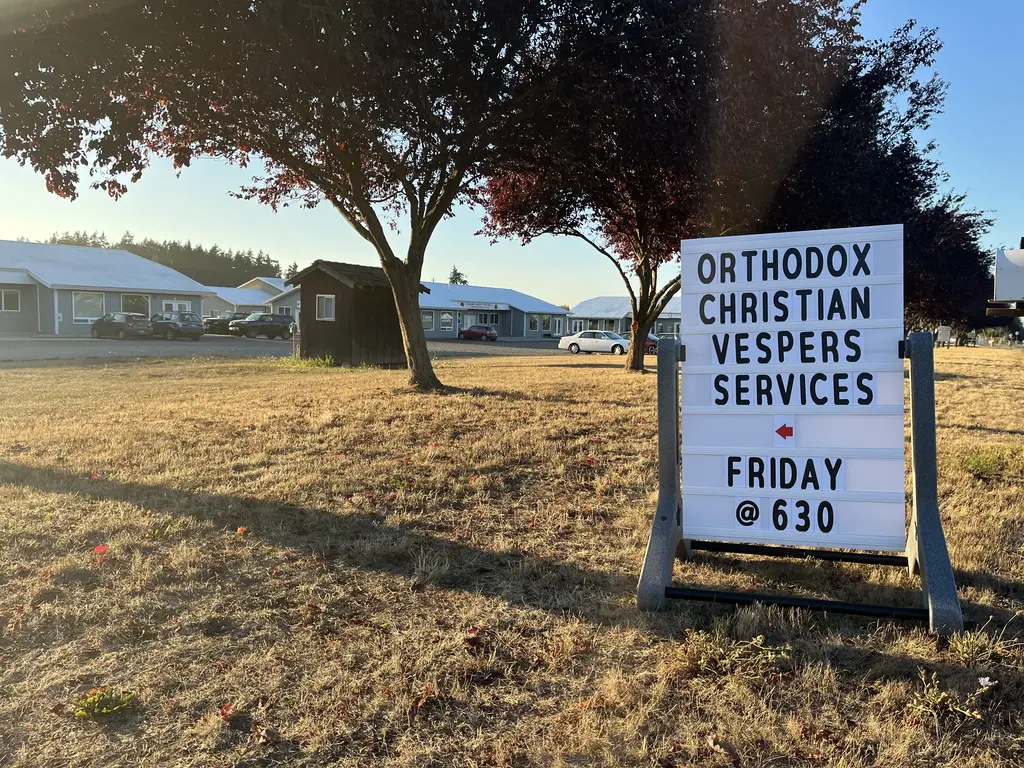 ORTHODOX
CHRISTIAN
VESPERS
SERVICES
FRIDAY
@ 630